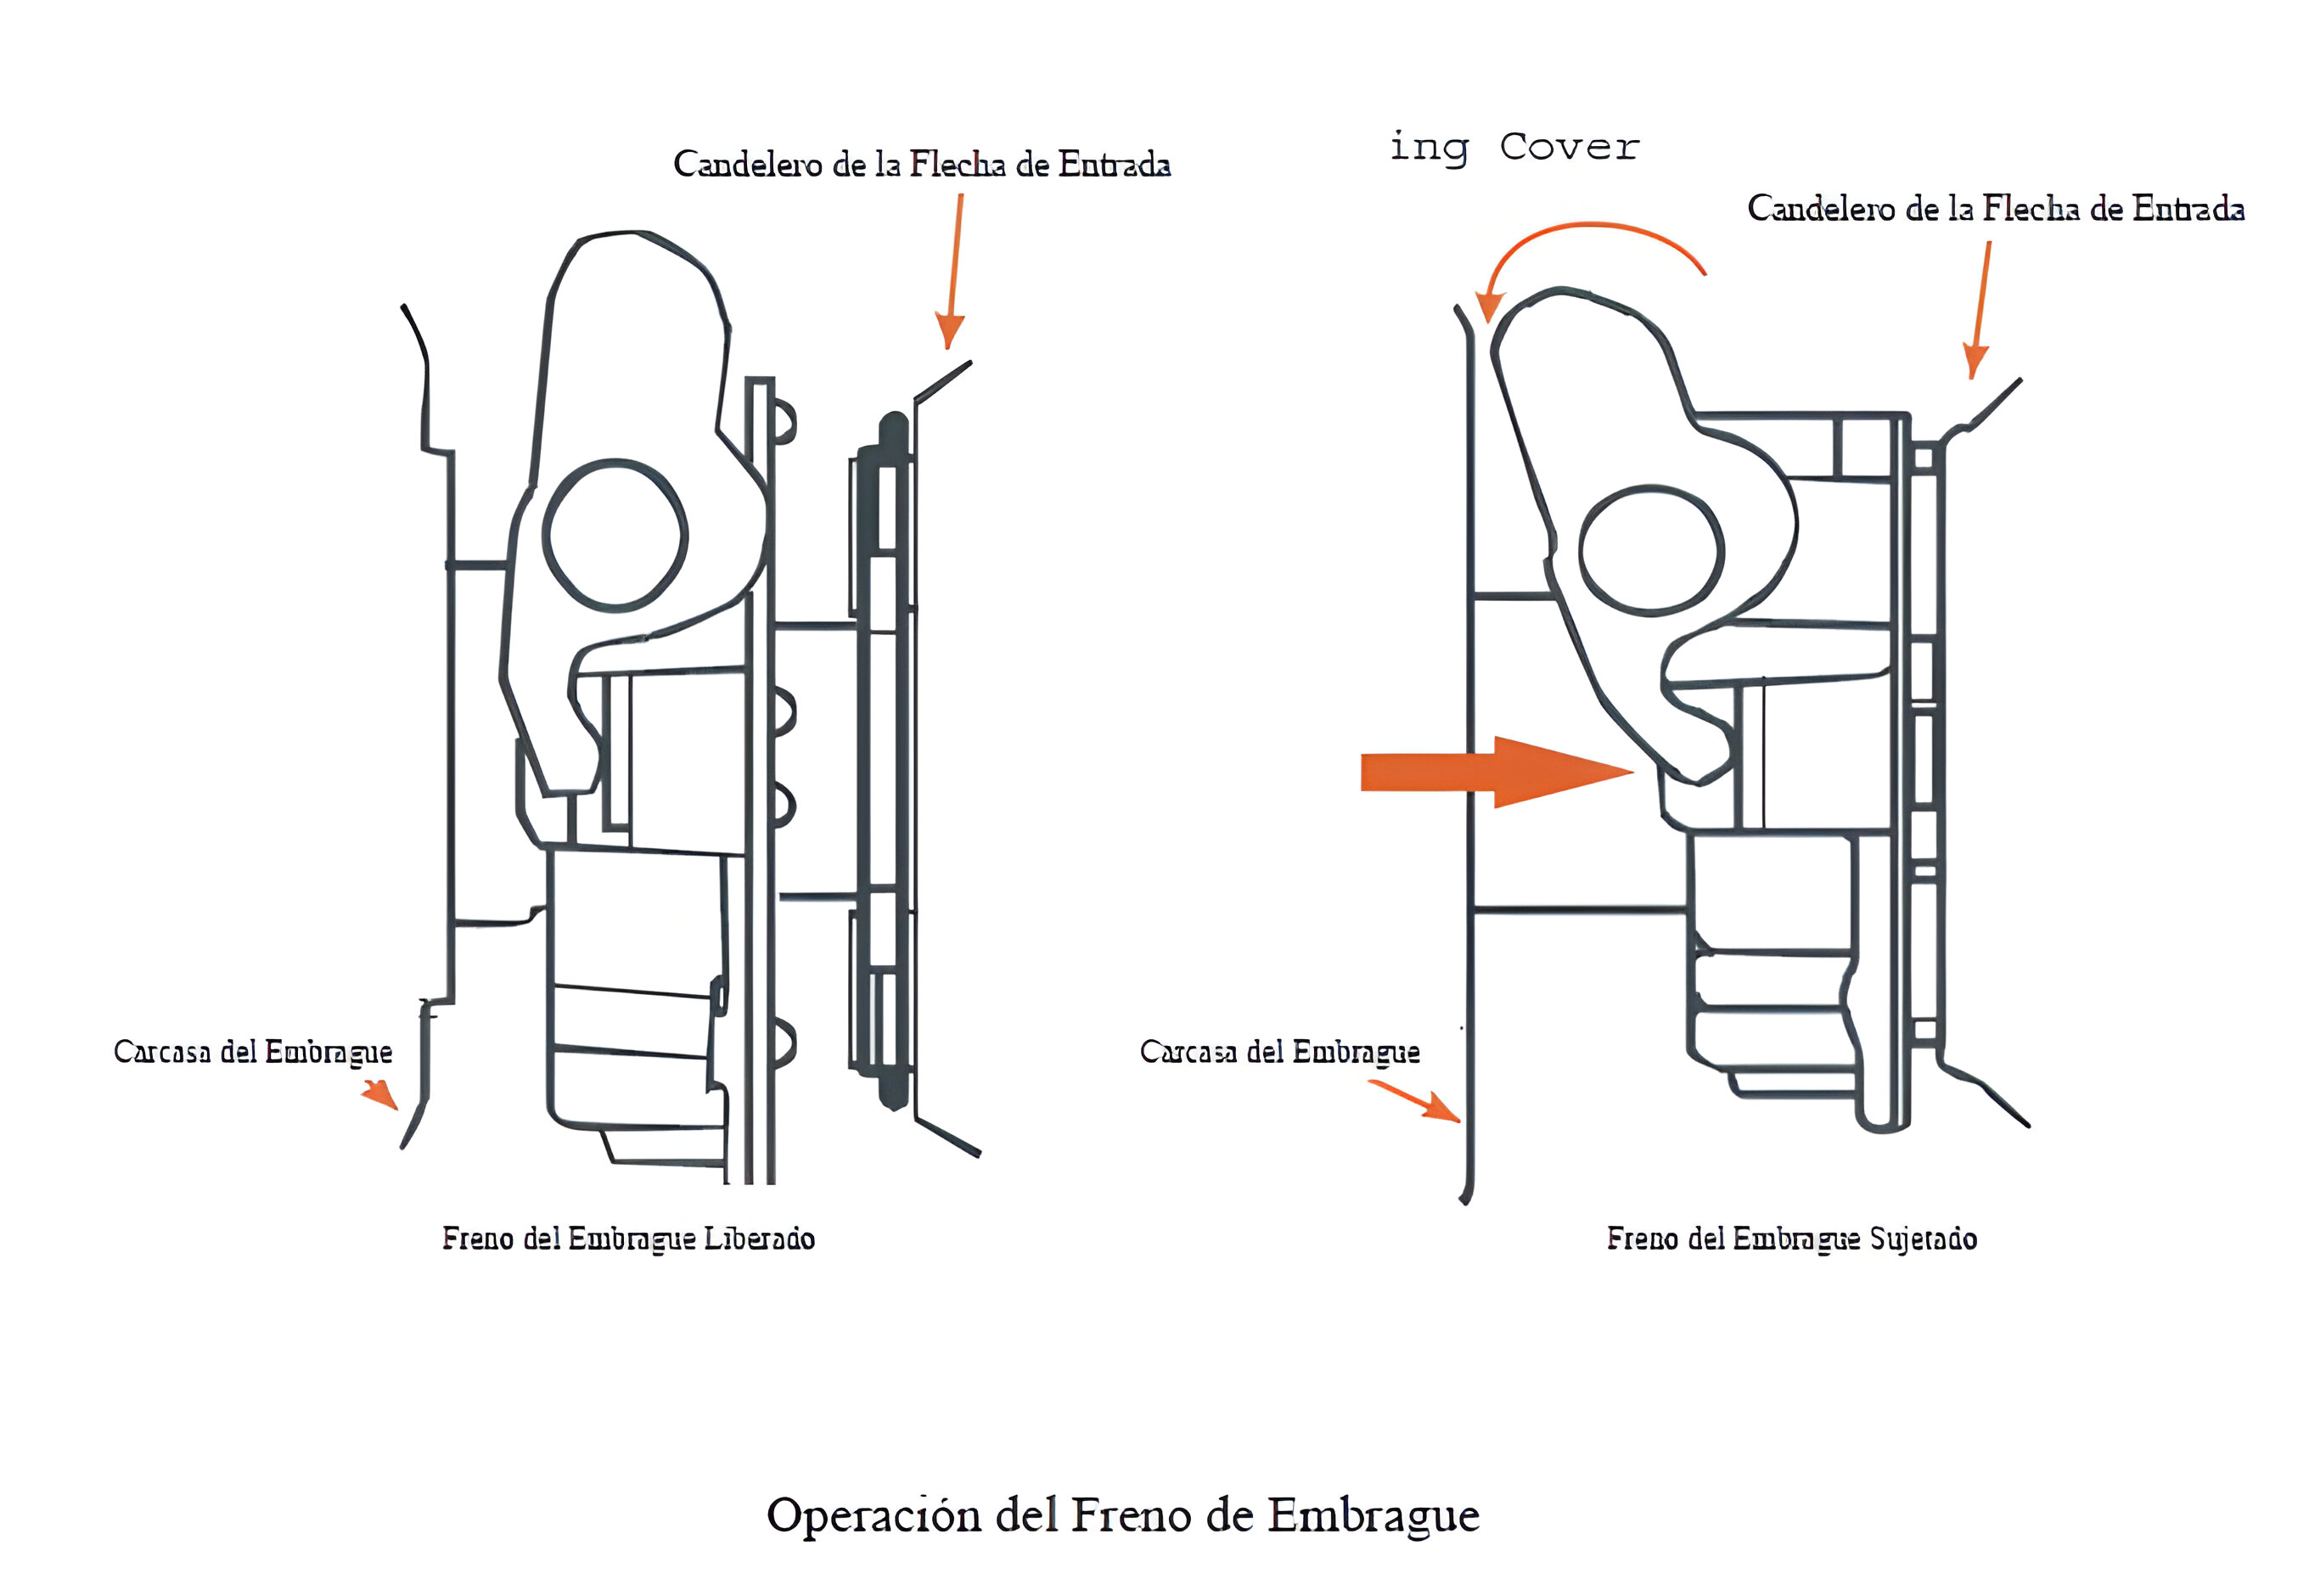 ing Cover
Candelero de la Flecha de Entrada
Candelero de la Flecha de Entrada
Carcasa del Embrague
Carcasa del Embrague
Freno del Embrague Liberado
Freno del Embrague Sujetado
Operación del Freno de Embrague